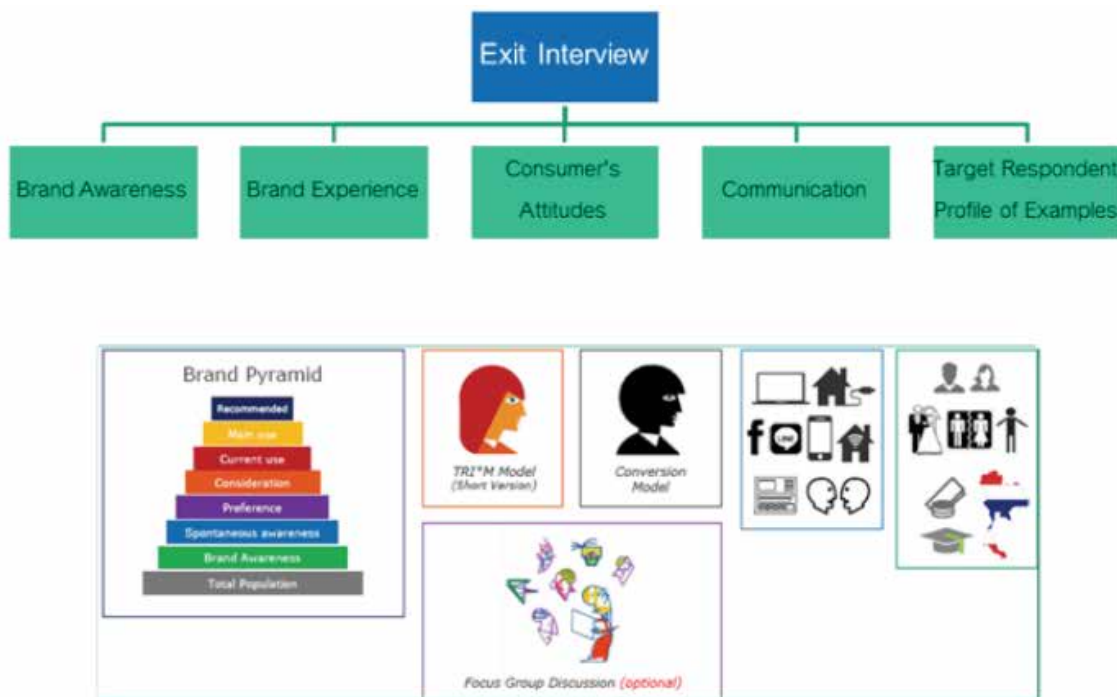 Exit Interview
Brand Awareness
Brand Experience
Consumer's
Attitudes
Communication
Target Respondent
Profile of Examples
Brand Pyramid
Recommended
Main use
Current use
Consideration
Preference
Spontaneous awareness
Brand Awareness
Total Population
TRI*M Model
(Short Version)
Conversion
Model
f
LINE
Focus Group Discussion (optional)